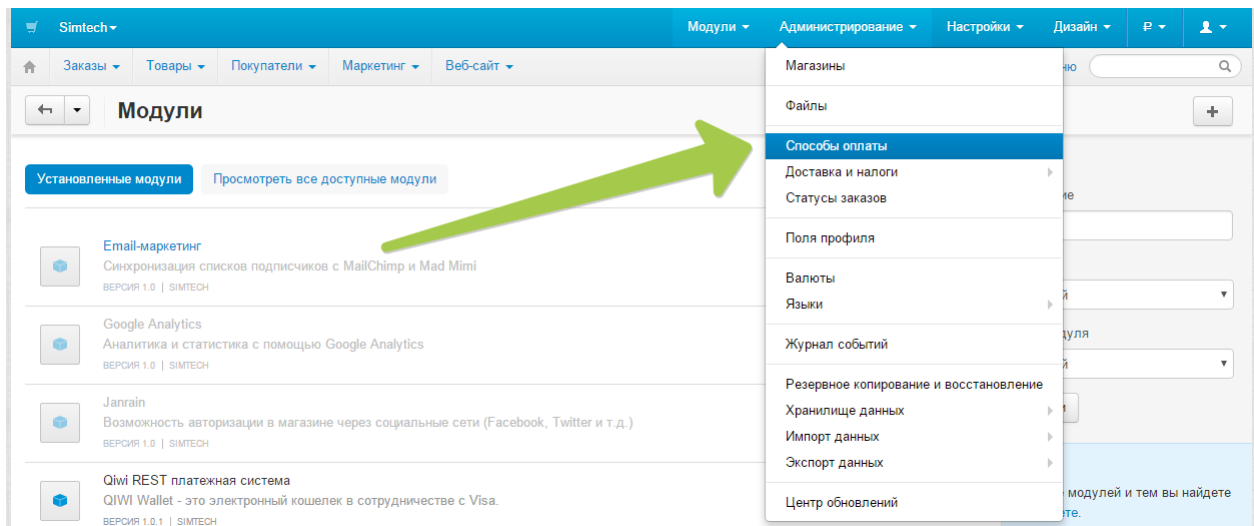 Simtech
Модули
Администрирование
Настройки
Дизайн
₽
Заказы
Товары
Покупатели
Маркетинг
Веб-сайт
Модули
Установленные модули
Просмотреть все доступные модули
Email-маркетинг
Синхронизация списков подписчиков с MailChimp и Mad Mimi
ВЕРСИЯ 1.0 | SIMTECH
Google Analytics
Аналитика и статистика с помощью Google Analytics
ВЕРСИЯ 1.0 | SIMTECH
Janrain
Возможность авторизации в магазине через социальные сети (Facebook, Twitter и т.д.)
ВЕРСИЯ 1.0 | SIMTECH
Qiwi REST платежная система
QIWI Wallet - это электронный кошелек в сотрудничестве с Visa.
ВЕРСИЯ 1.0.1 | SIMTECH
Магазины
Файлы
Способы оплаты
Доставка и налоги
Статусы заказов
Поля профиля
Валюты
Языки
Журнал событий
Резервное копирование и восстановление
Хранилище данных
Импорт данных
Экспорт данных
Центр обновлений
модулей и тем вы найдете